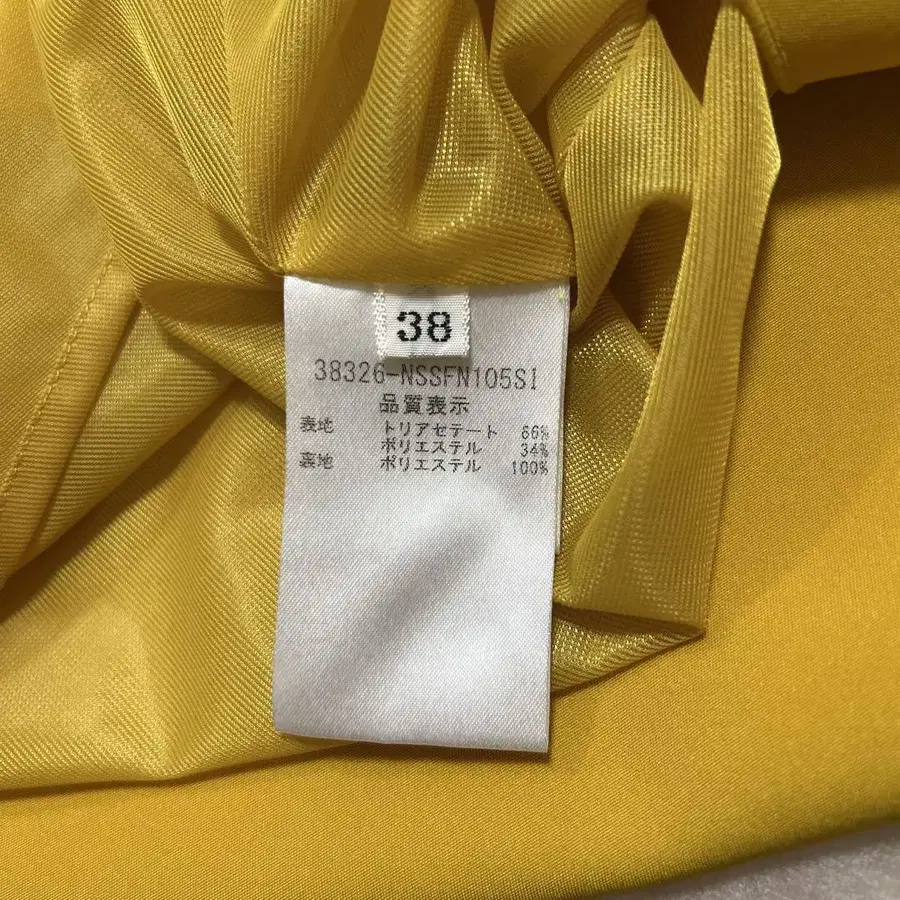 38
38326-NSSFN105SI
品質表示
表地 トリアセテート 66%
ポリエステル 34%
裏地 ポリエステル 100%